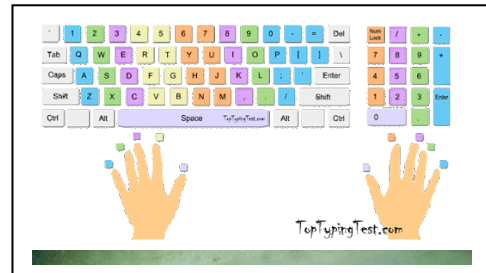 ` 1 2 3 4 5 6 7 8 9 0 - = Del Num Lock / * -
Tab Q W E R T Y U I O P [ ] \ 7 8 9 +
Caps A S D F G H J K L ; ' Enter 4 5 6
Shift Z X C V B N M , . / Shift 1 2 3 Enter
Ctrl Alt Space TopTypingTest.com Alt Ctrl 0 .
TopTypingTest.com